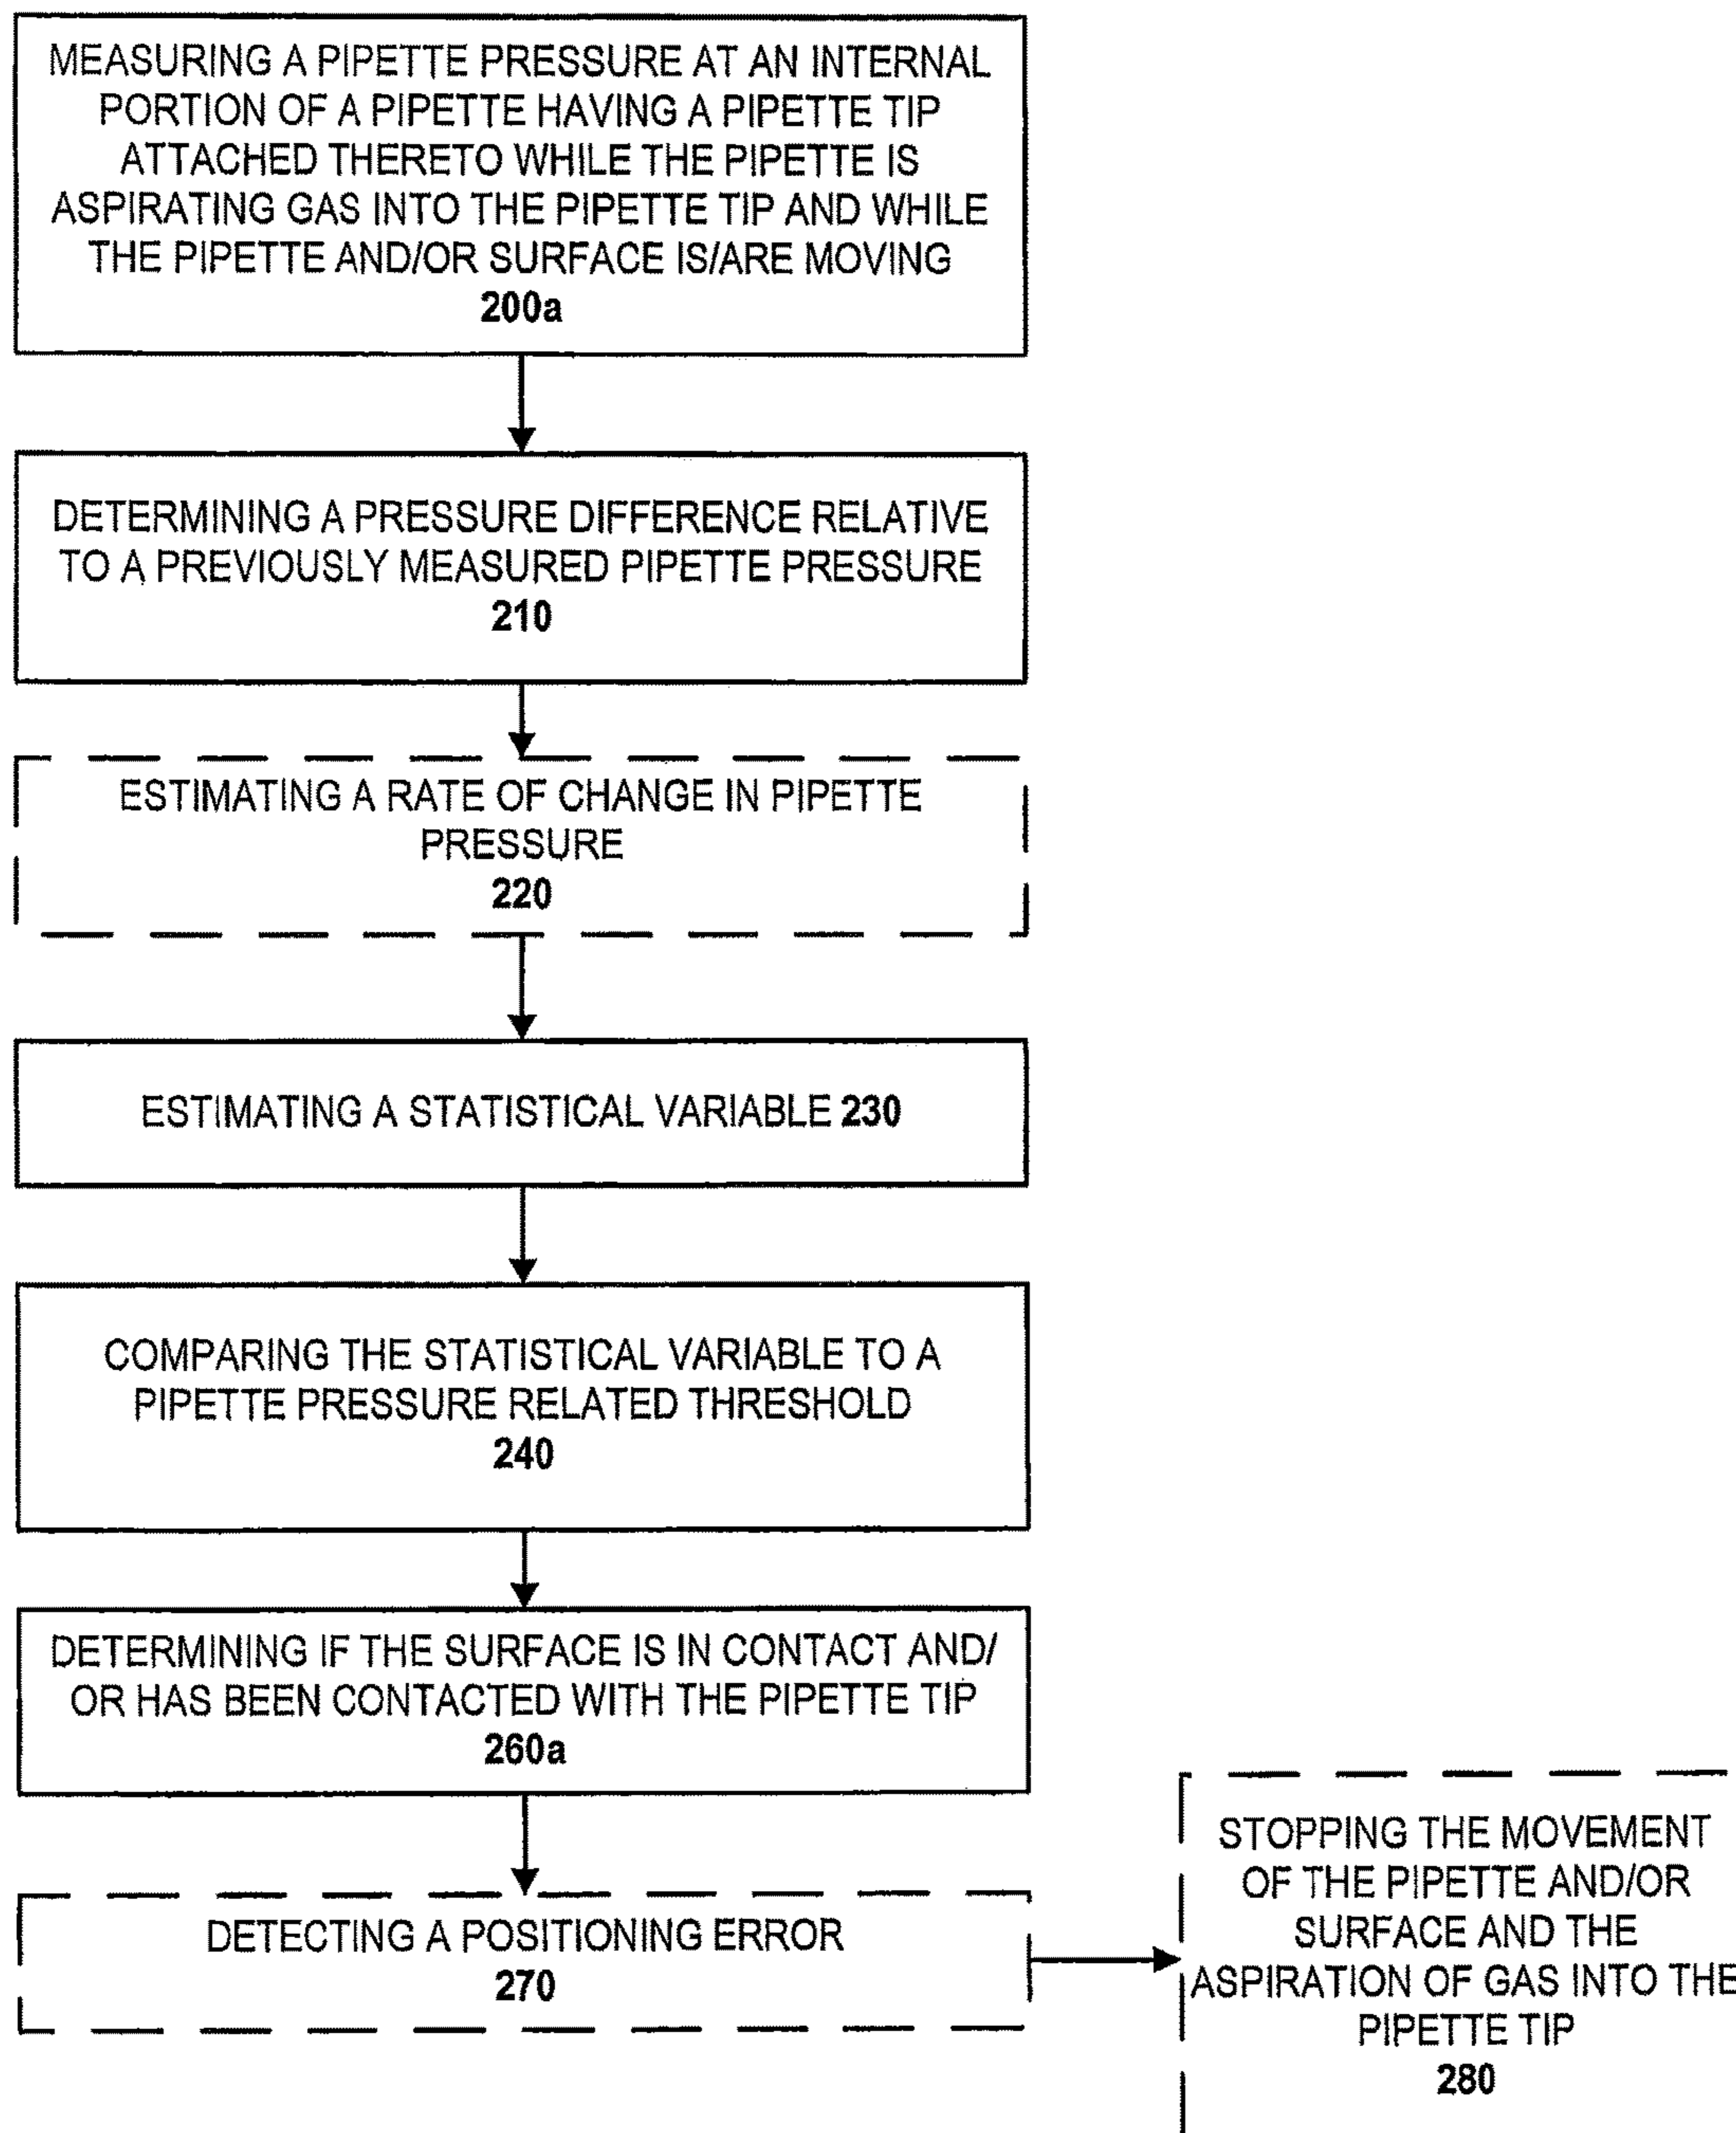 MEASURING A PIPETTE PRESSURE AT AN INTERNAL
PORTION OF A PIPETTE HAVING A PIPETTE TIP
ATTACHED THERETO WHILE THE PIPETTE IS
ASPIRATING GAS INTO THE PIPETTE TIP AND WHILE
THE PIPETTE AND/OR SURFACE IS/ARE MOVING
200a
DETERMINING A PRESSURE DIFFERENCE RELATIVE
TO A PREVIOUSLY MEASURED PIPETTE PRESSURE
210
ESTIMATING A RATE OF CHANGE IN PIPETTE
PRESSURE
220
ESTIMATING A STATISTICAL VARIABLE 230
COMPARING THE STATISTICAL VARIABLE TO A
PIPETTE PRESSURE RELATED THRESHOLD
240
DETERMINING IF THE SURFACE IS IN CONTACT AND/
OR HAS BEEN CONTACTED WITH THE PIPETTE TIP
260a
DETECTING A POSITIONING ERROR
270
STOPPING THE MOVEMENT
OF THE PIPETTE AND/OR
SURFACE AND THE
ASPIRATION OF GAS INTO THE
PIPETTE TIP
280